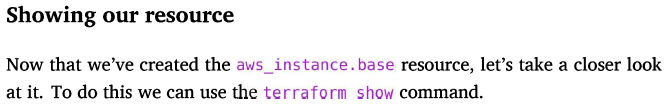 Showing our resource
Now that we’ve created the aws_instance.base resource, let’s take a closer look
at it. To do this we can use the terraform show command.